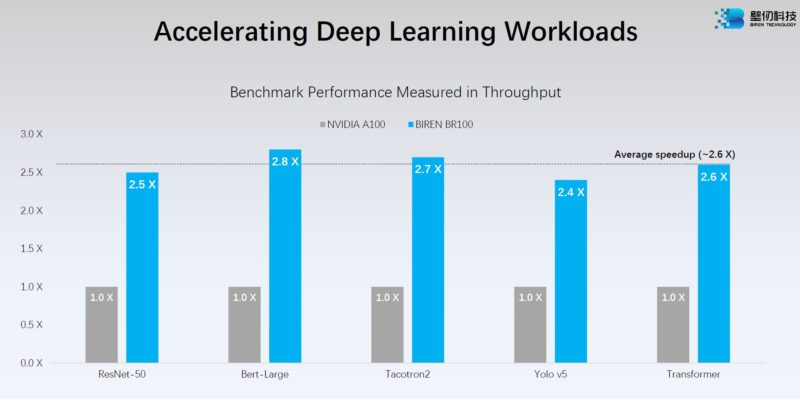 壁仞科技
BIREN TECHNOLOGY
Accelerating Deep Learning Workloads
Benchmark Performance Measured in Throughput
NVIDIA A100 BIREN BR100
Average speedup (~2.6 X)
3.0 X
2.5 X
2.0 X
1.5 X
1.0 X
0.5 X
0.0 X
1.0 X 2.5 X
1.0 X 2.8 X
1.0 X 2.7 X
1.0 X 2.4 X
1.0 X 2.6 X
ResNet-50 Bert-Large Tacotron2 Yolo v5 Transformer